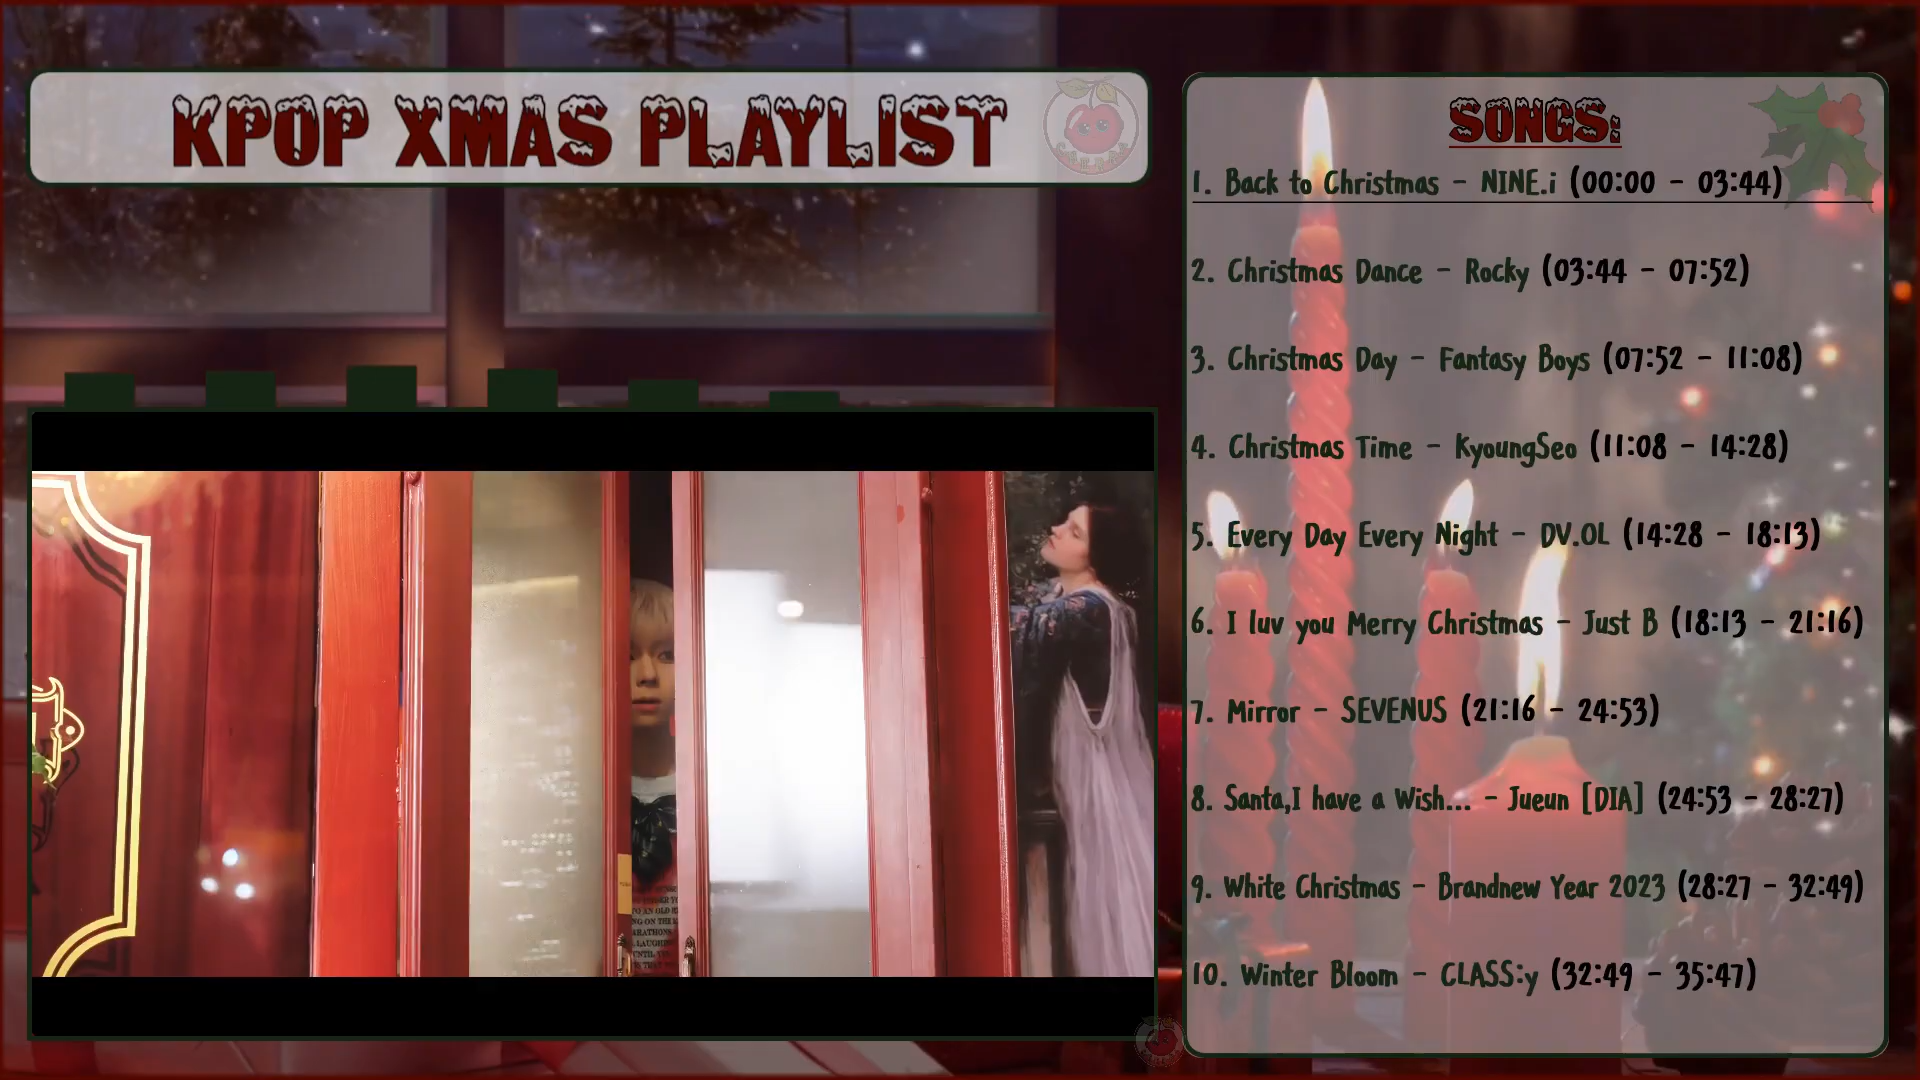 KPOP XMAS PLAYLIST
SONGS:
1. Back to Christmas - NINE.i (00:00 - 03:44)
2. Christmas Dance - Rocky (03:44 - 07:52)
3. Christmas Day - Fantasy Boys (07:52 - 11:08)
4. Christmas Time - KyoungSeo (11:08 - 14:28)
5. Every Day Every Night - DV.OL (14:28 - 18:13)
6. I luv you Merry Christmas - Just B (18:13 - 21:16)
7. Mirror - SEVENUS (21:16 - 24:53)
8. Santa,I have a Wish... - Jueun [DIA] (24:53 - 28:27)
9. White Christmas - Brandnew Year 2023 (28:27 - 32:49)
10. Winter Bloom - CLASS:y (32:49 - 35:47)